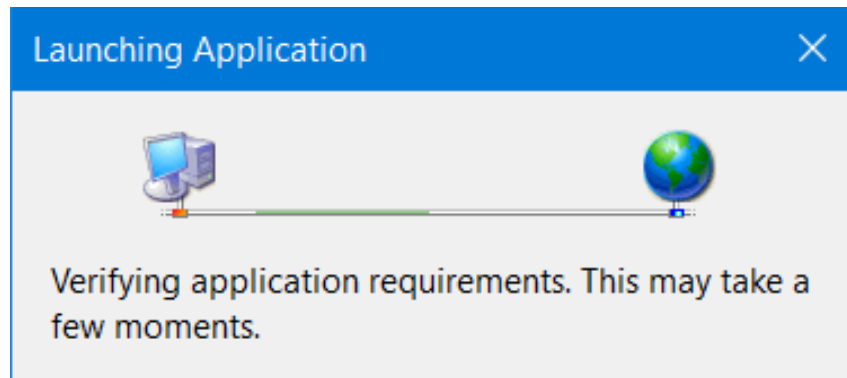 Launching Application
Verifying application requirements. This may take a
few moments.